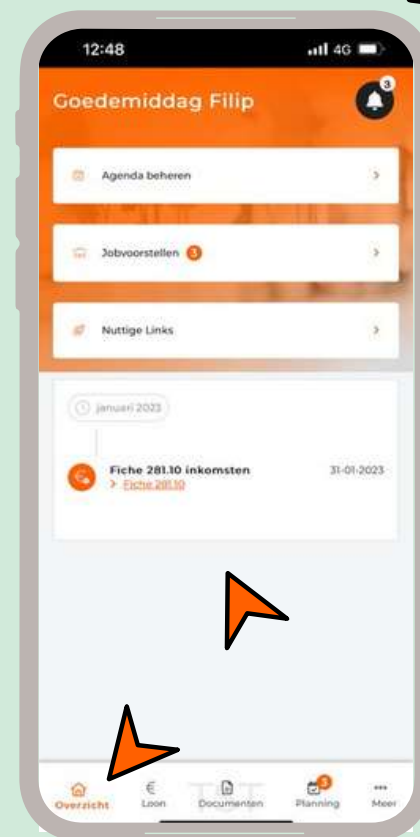 12:48
4G
Goedemiddag Filip
3
Agenda beheren
Jobvoorstellen 3
Nuttige Links
januari 2023
Fiche 281.10 inkomsten 31-01-2023
> Fiche 281.10
3
TST
Overzicht € Loon Documenten Planning Meer